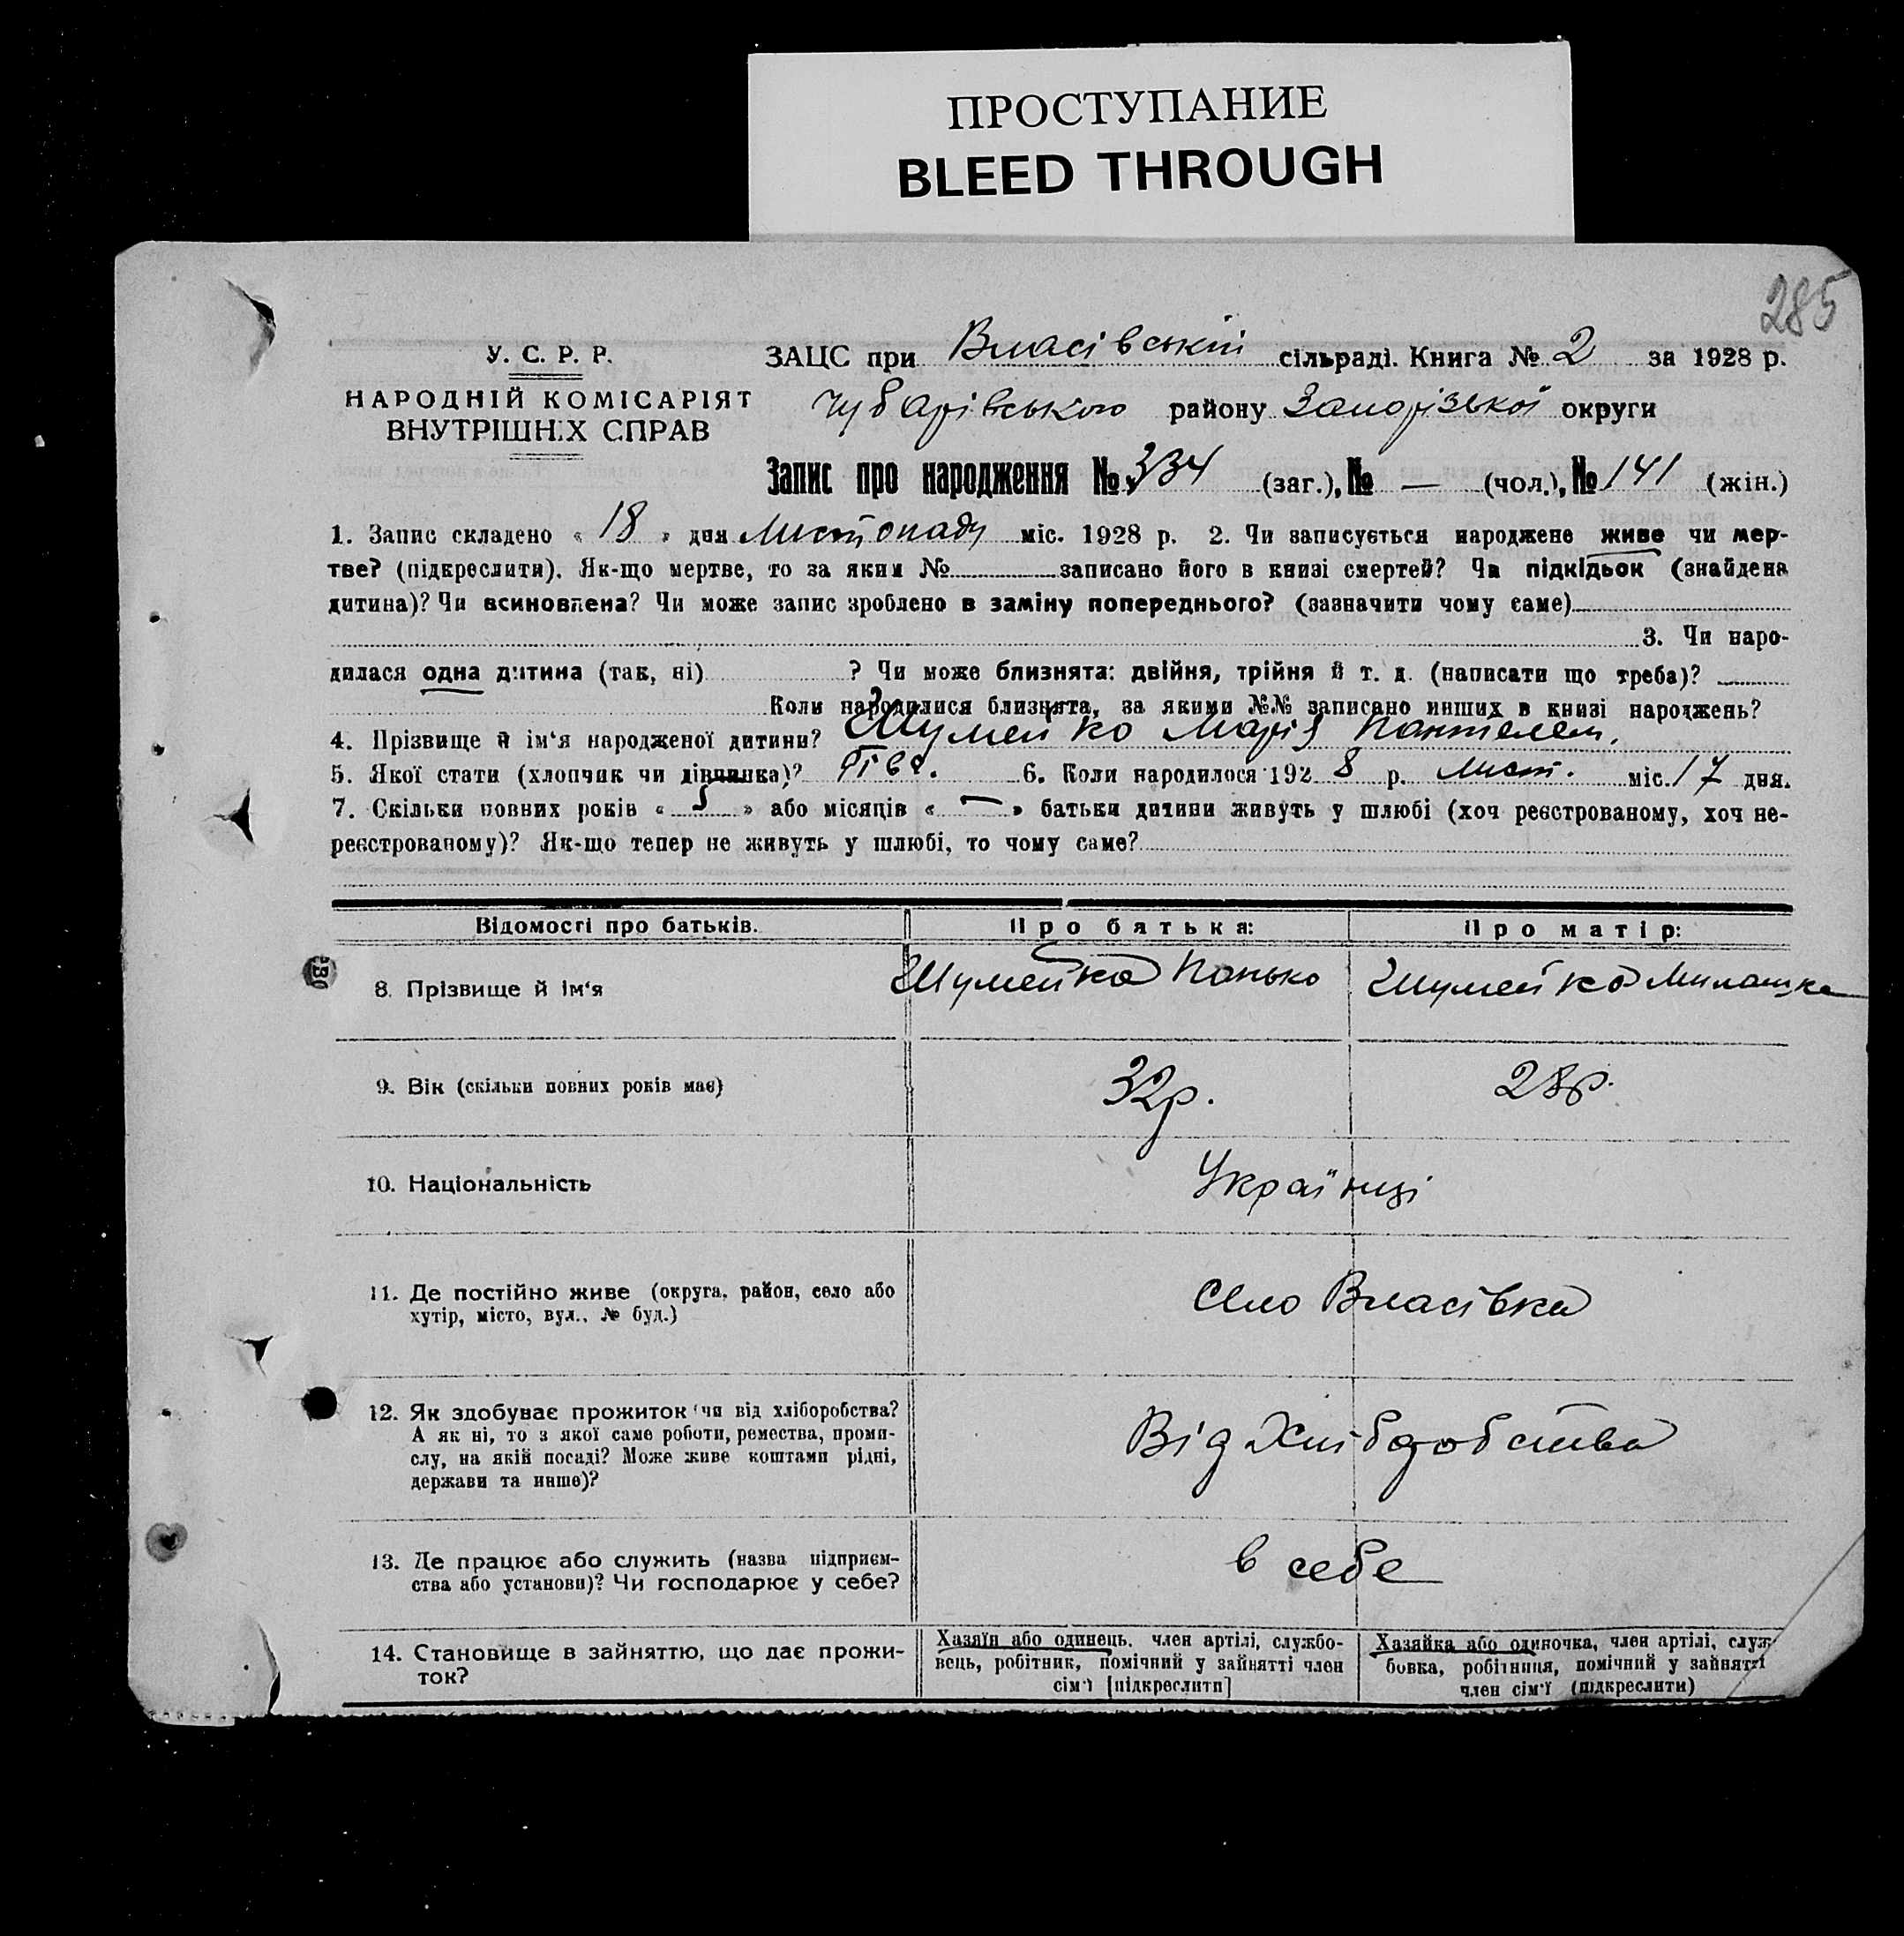 ПРОСТУПАНИЕ
BLEED THROUGH
285
У. С. Р. Р.
НАРОДНІЙ КОМІСАРІЯТ
ВНУТРІШНІХ СПРАВ
ЗАЦС при Власівській сільраді. Книга № 2 за 1928 р.
Чубарівського району Запорізької округи
Запис про народження № 334 (заг.), № — (чол.), № 141 (жін.)
1. Запис складено « 18 » дня Листопаду міс. 1928 р. 2. Чи записується народжене живе чи мер-
тве? (підкреслити). Як-що мертве, то за яким № записано його в книзі смертей? Чи підкідьок (знайдена
дитина)? Чи всиновлена? Чи може запис зроблено в заміну попереднього? (зазначити чому саме)
3. Чи наро-
дилася одна дитина (так, ні) ? Чи може близнята: двійня, трійня й т. д. (написати що треба)?
Коли народилися близнята, за якими №№ записано инших в книзі народжень?
4. Прізвище й ім'я народженої дитини? Шумейко Марія Пантелем.
5. Якої стати (хлопчик чи дівчинка)? 6. Коли народилося 192 8 р. Лист. міс. 17 дня.
7. Скільки повних років « » або місяців « — » батьки дитини живуть у шлюбі (хоч реєстрованому, хоч не-
реєстрованому)? Як-що тепер не живуть у шлюбі, то чому саме?
Відомості про батьків. Про батька: Про матір:
8. Прізвище й ім'я Шумейко Панько Шумейко Милашка
9. Вік (скільки повних років має) 32р. 28р.
10. Національність Українці
11. Де постійно живе (округа, район, село або
хутір, місто, вул., № буд.)
Село Власівка
12. Як здобуває прожиток (чи від хліборобства?
А як ні, то з якої саме роботи, ремества, проми-
слу, на якій посаді? Може живе коштами рідні,
держави та инше)?
Від Хліборобства
13. Де працює або служить (назва підприєм-
ства або установи)? Чи господарює у себе?
в себе
14. Становище в зайняттю, що дає прожи-
ток?
Хазяїн або одинець, член артілі, службо-
вець, робітник, помічний у зайнятті член
сім'ї [підкреслити]
Хазяйка або одиночка, член артілі, служ-
бовка, робітниця, помічний у зайнятті
член сім'ї (підкреслити)